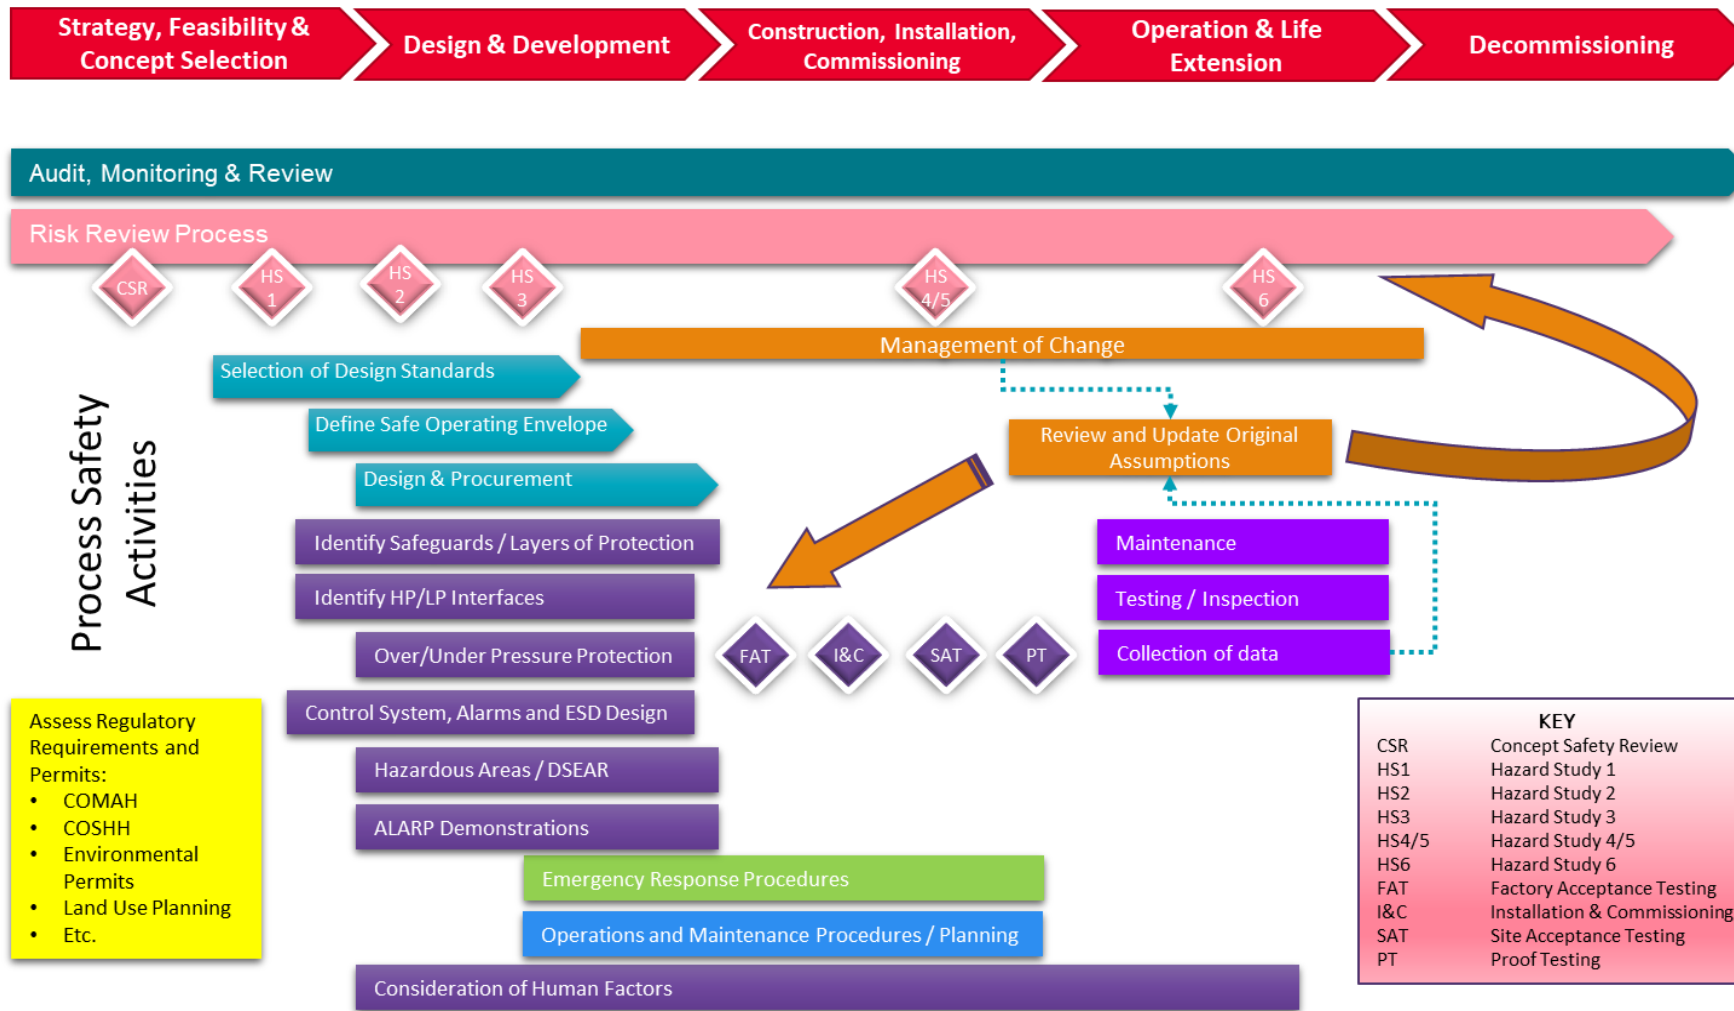 Strategy, Feasibility &
Concept Selection
Design & Development
Construction, Installation,
Commissioning
Operation & Life
Extension
Decommissioning
Audit, Monitoring & Review
Risk Review Process
CSR
HS
1
HS
2
HS
3
HS
4/5
HS
6
Management of Change
Selection of Design Standards
Define Safe Operating Envelope
Review and Update Original
Assumptions
Design & Procurement
Process Safety
Activities
Identify Safeguards / Layers of Protection
Maintenance
Identify HP/LP Interfaces
Testing / Inspection
Over/Under Pressure Protection
FAT
I&C
SAT
PT
Collection of data
Control System, Alarms and ESD Design
Hazardous Areas / DSEAR
ALARP Demonstrations
Emergency Response Procedures
Operations and Maintenance Procedures / Planning
Consideration of Human Factors
Assess Regulatory
Requirements and
Permits:
• COMAH
• COSHH
• Environmental
Permits
• Land Use Planning
• Etc.
KEY
CSR Concept Safety Review
HS1 Hazard Study 1
HS2 Hazard Study 2
HS3 Hazard Study 3
HS4/5 Hazard Study 4/5
HS6 Hazard Study 6
FAT Factory Acceptance Testing
I&C Installation & Commissioning
SAT Site Acceptance Testing
PT Proof Testing